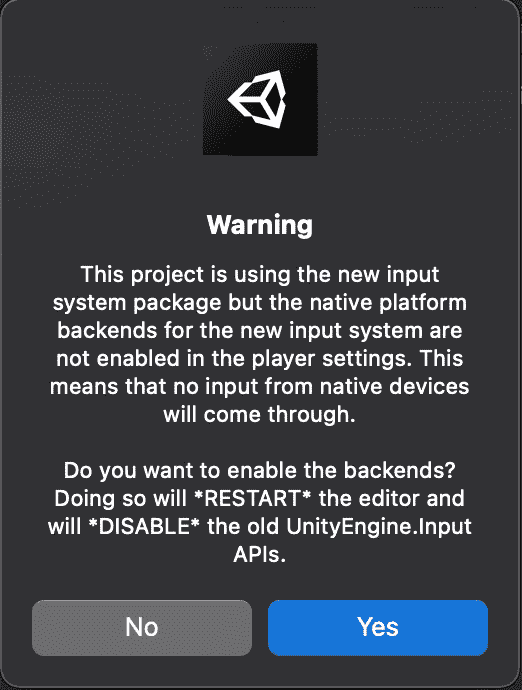 Warning
This project is using the new input
system package but the native platform
backends for the new input system are
not enabled in the player settings. This
means that no input from native devices
will come through.
Do you want to enable the backends?
Doing so will *RESTART* the editor and
will *DISABLE* the old UnityEngine.Input
APIs.
No
Yes